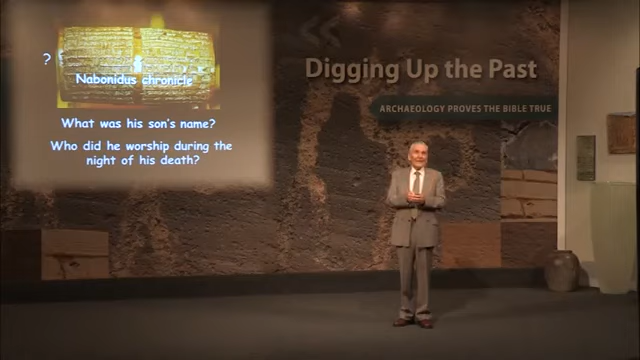 ?
Nabonidus chronicle
What was his son's name?
Who did he worship during the
night of his death?
Digging Up the Past
ARCHAEOLOGY PROVES THE BIBLE TRUE